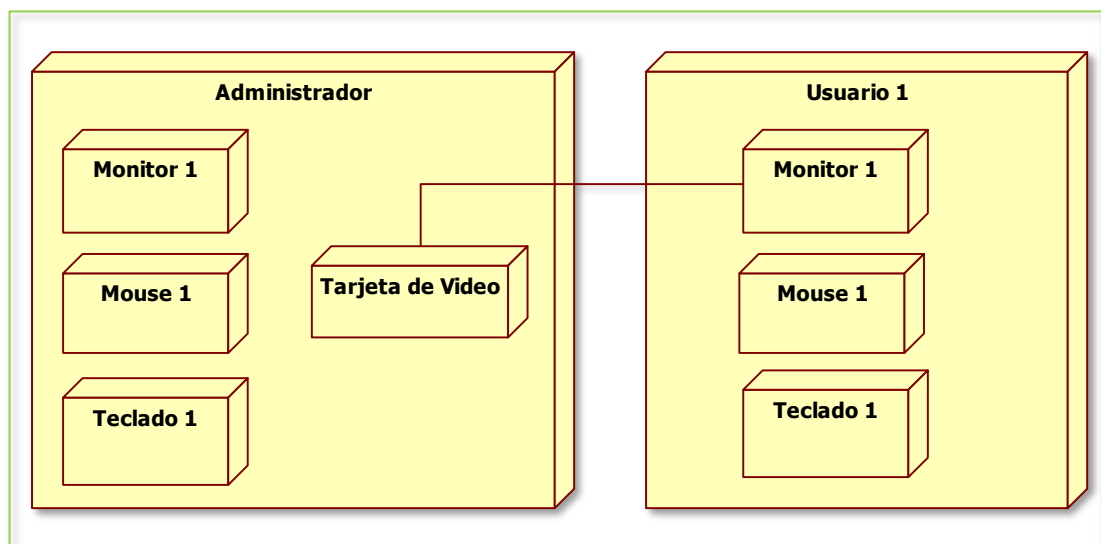 Administrador
Monitor 1
Mouse 1
Tarjeta de Video
Teclado 1
Usuario 1
Monitor 1
Mouse 1
Teclado 1